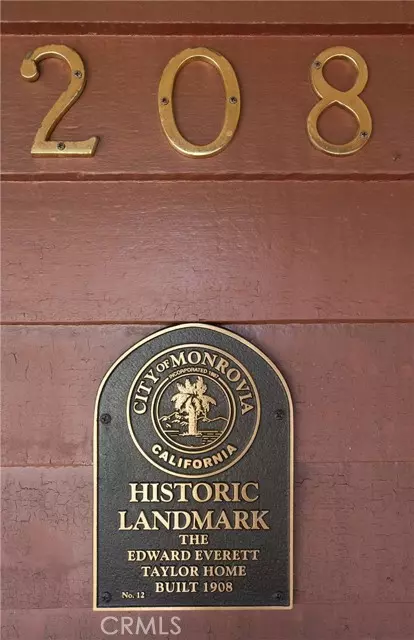 208
CITY OF MONROVIA
INCORPORATED 1887
CALIFORNIA
HISTORIC
LANDMARK
THE
EDWARD EVERETT
TAYLOR HOME
BUILT 1908
No. 12
CRMLS